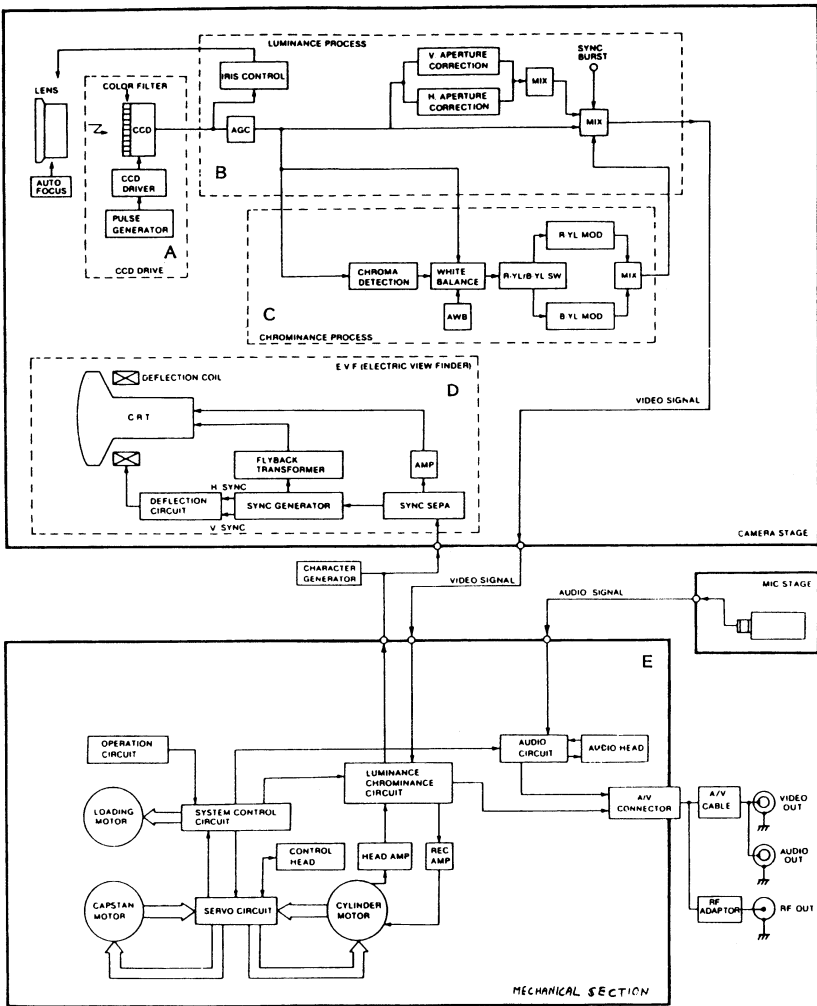 LUMINANCE PROCESS
SYNC
BURST
V. APERTURE
CORRECTION
IRIS CONTROL
MIX
LENS
COLOR FILTER
H. APERTURE
CORRECTION
CCD
AGC
MIX
AUTO
FOCUS
CCD
DRIVER
B
PULSE
GENERATOR
A
CCD DRIVE
R YL MOD
CHROMA
DETECTION
WHITE
BALANCE
R-YL/B-YL SW
MIX
C
AWB
B YL MOD
CHROMINANCE PROCESS
E V F (ELECTRIC VIEW FINDER)
DEFLECTION COIL
D
C R T
VIDEO SIGNAL
FLYBACK
TRANSFORMER
AMP
H SYNC
DEFLECTION
CIRCUIT
SYNC GENERATOR
SYNC SEPA
V SYNC
CAMERA STAGE
CHARACTER
GENERATOR
VIDEO SIGNAL
AUDIO SIGNAL
MIC STAGE
E
OPERATION
CIRCUIT
AUDIO
CIRCUIT
AUDIO HEAD
LUMINANCE
CHROMINANCE
CIRCUIT
LOADING
MOTOR
SYSTEM CONTROL
CIRCUIT
A/V
CONNECTOR
A/V
CABLE
VIDEO
OUT
CONTROL
HEAD
HEAD AMP
REC
AMP
AUDIO
OUT
CAPSTAN
MOTOR
SERVO CIRCUIT
CYLINDER
MOTOR
RF
ADAPTOR
RF OUT
MECHANICAL SECTION